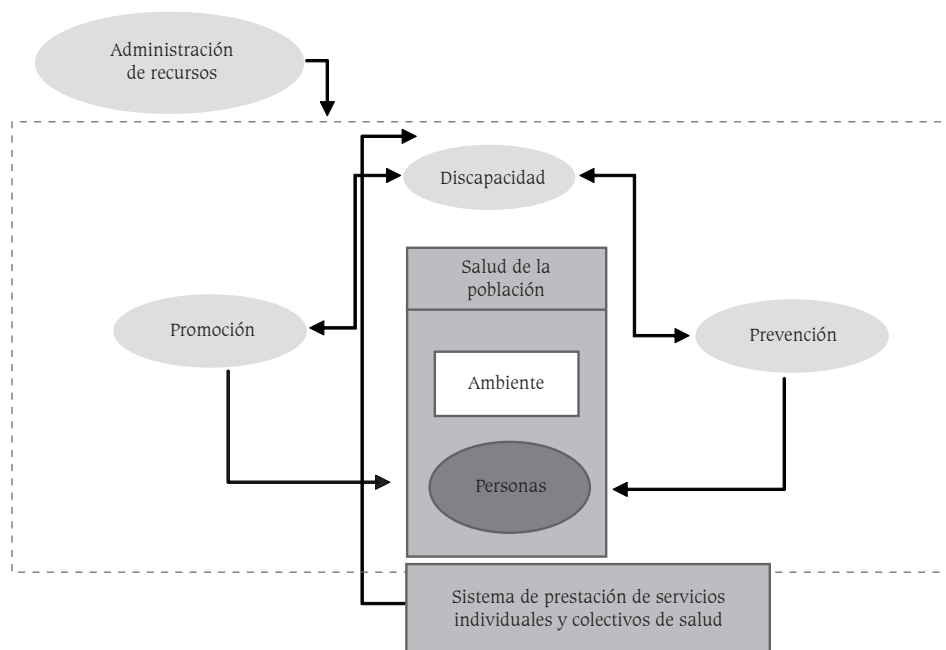 Administración
de recursos
Discapacidad
Salud de la
población
Promoción
Prevención
Ambiente
Personas
Sistema de prestación de servicios
individuales y colectivos de salud